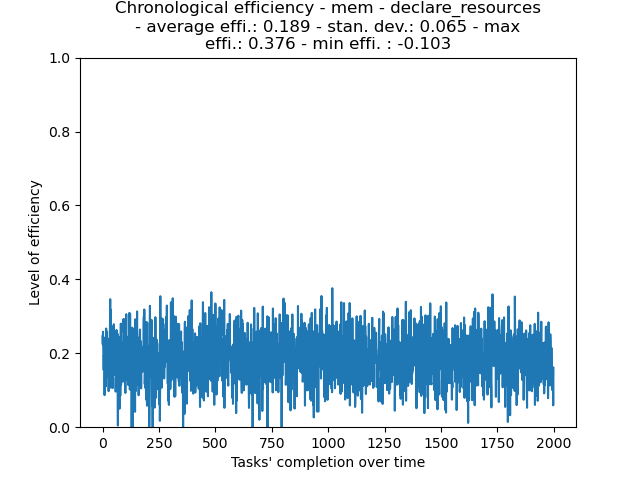 Chronological efficiency - mem - declare_resources
- average effi.: 0.189 - stan. dev.: 0.065 - max
effi.: 0.376 - min effi. : -0.103
1.0
0.8
0.6
0.4
0.2
0.0
Level of efficiency
0 250 500 750 1000 1250 1500 1750 2000
Tasks' completion over time